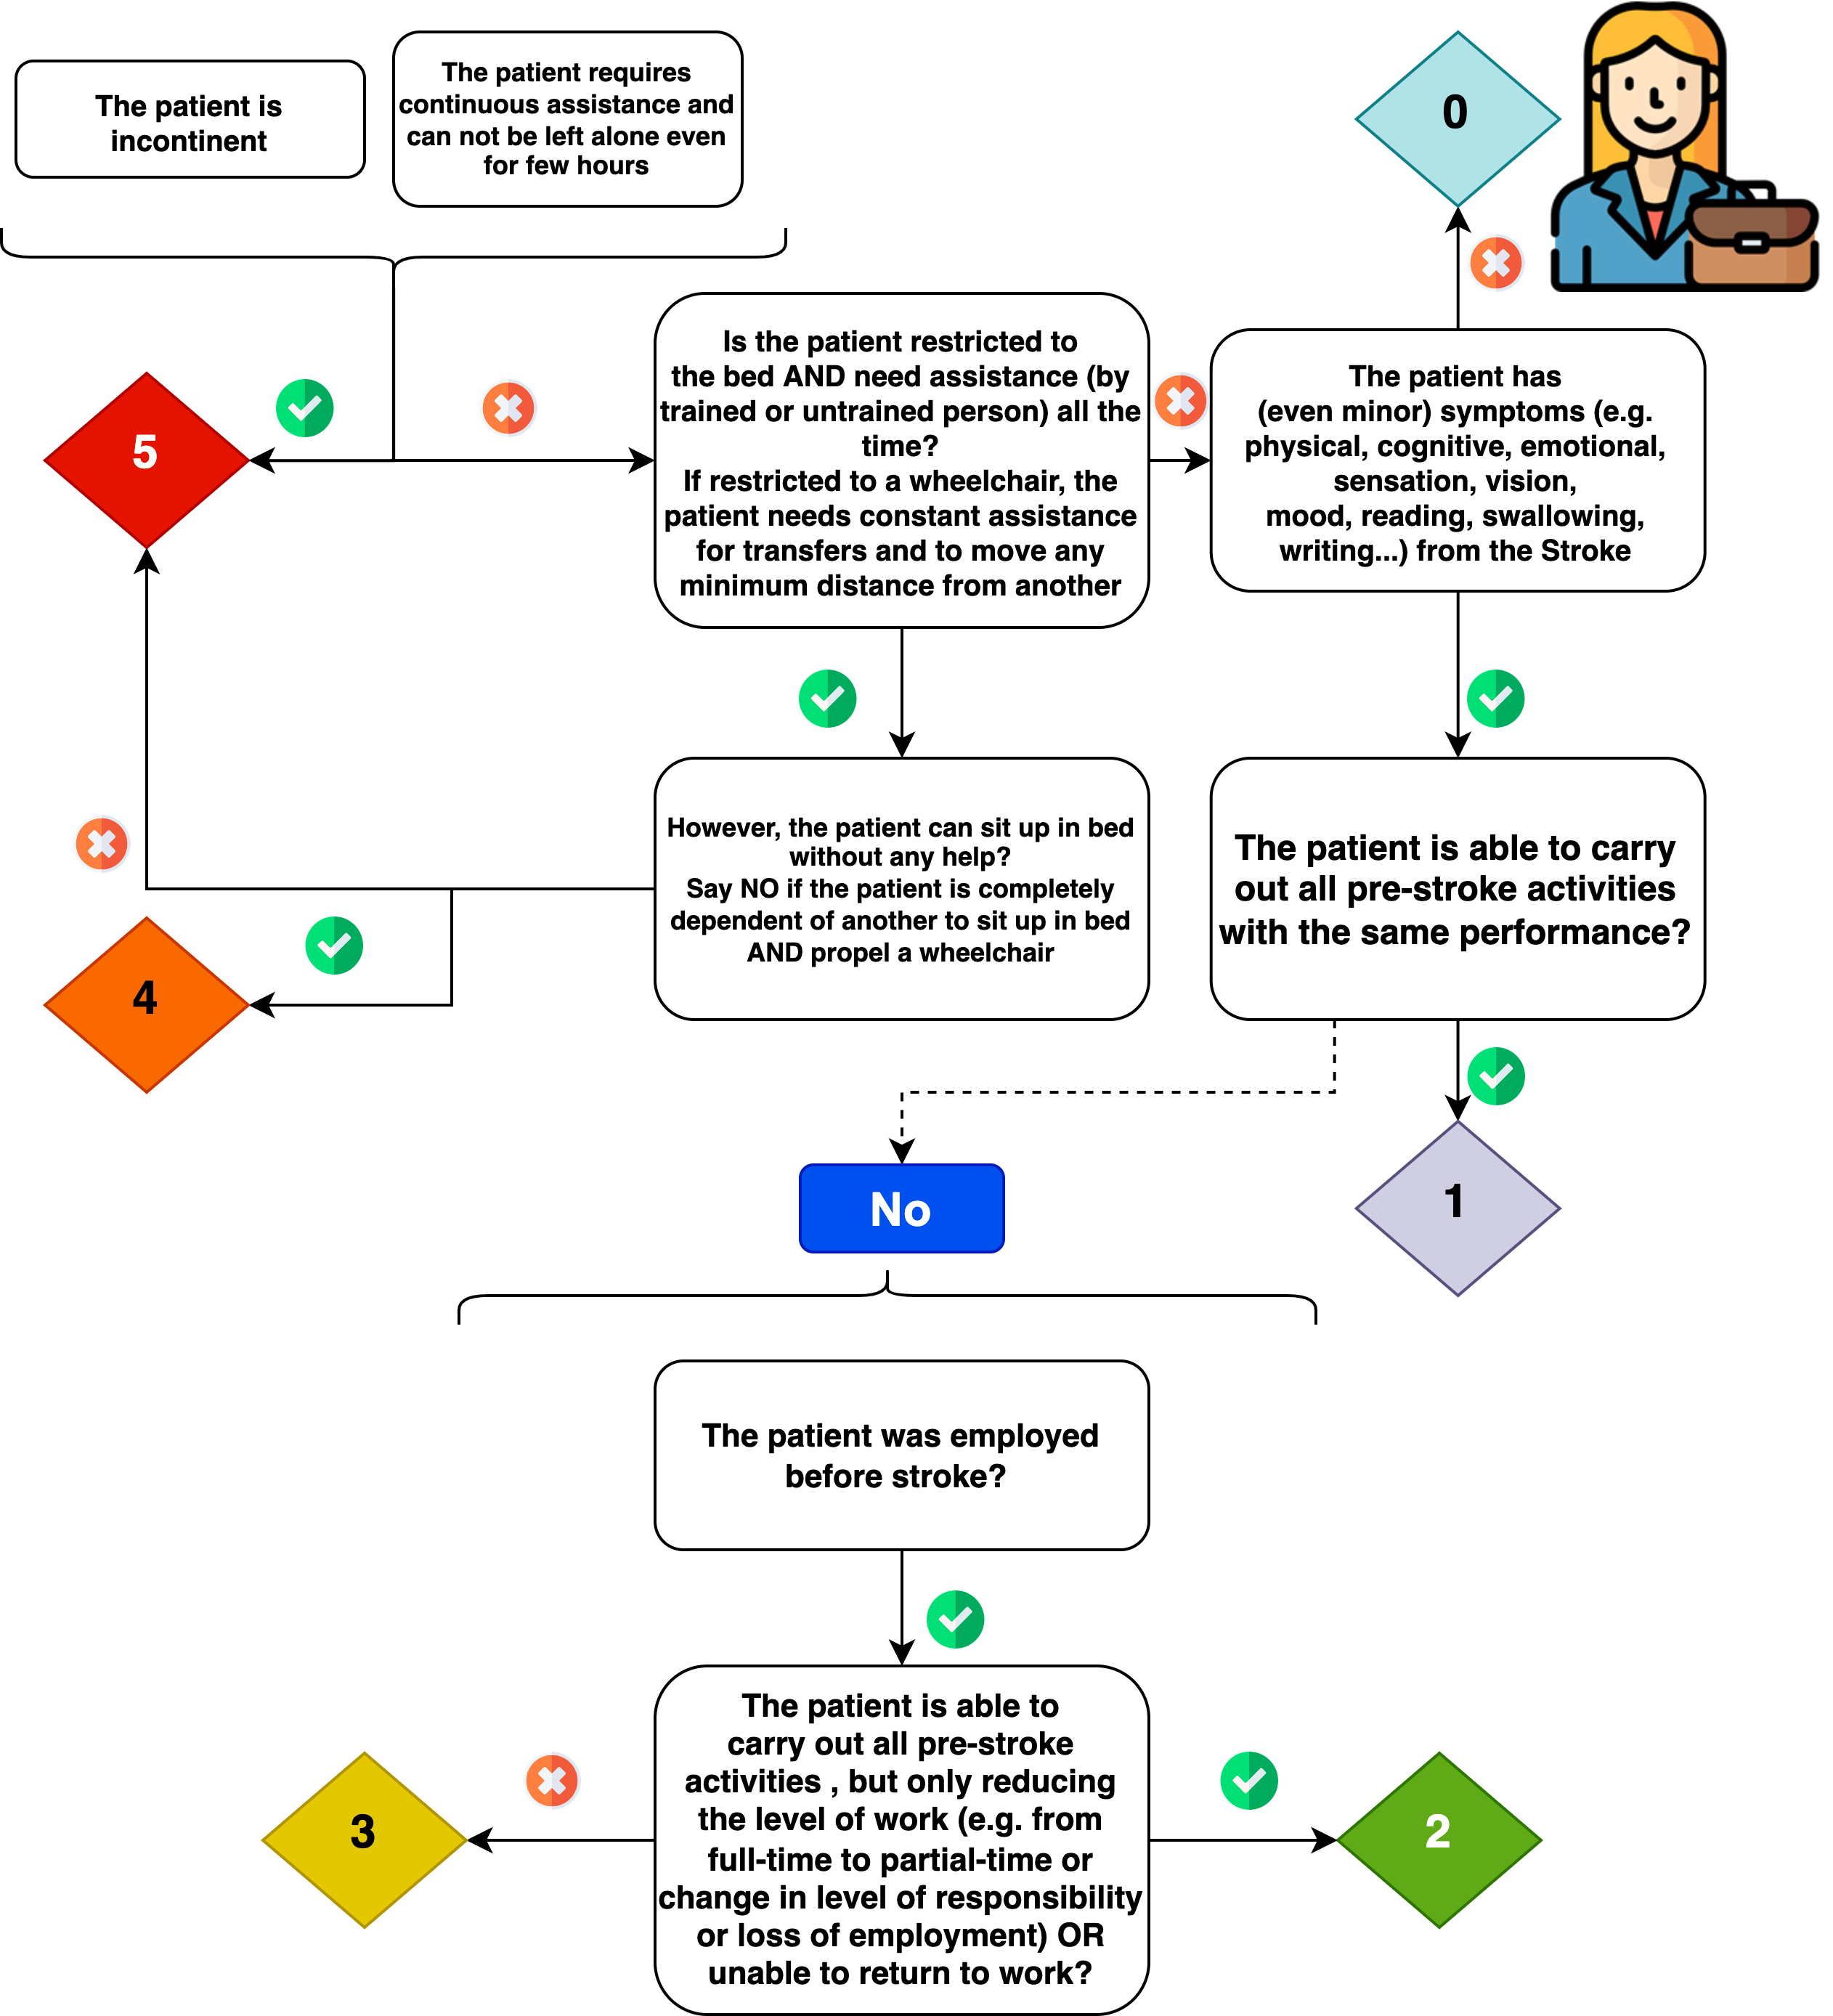 The patient is
incontinent
The patient requires
continuous assistance and
can not be left alone even
for few hours
0
Is the patient restricted to
the bed AND need assistance (by
trained or untrained person) all the
time?
If restricted to a wheelchair, the
patient needs constant assistance
for transfers and to move any
minimum distance from another
The patient has
(even minor) symptoms (e.g.
physical, cognitive, emotional,
sensation, vision,
mood, reading, swallowing,
writing...) from the Stroke
5
However, the patient can sit up in bed
without any help?
Say NO if the patient is completely
dependent of another to sit up in bed
AND propel a wheelchair
The patient is able to carry
out all pre-stroke activities
with the same performance?
4
No
1
The patient was employed
before stroke?
The patient is able to
carry out all pre-stroke
activities , but only reducing
the level of work (e.g. from
full-time to partial-time or
change in level of responsibility
or loss of employment) OR
unable to return to work?
3
2